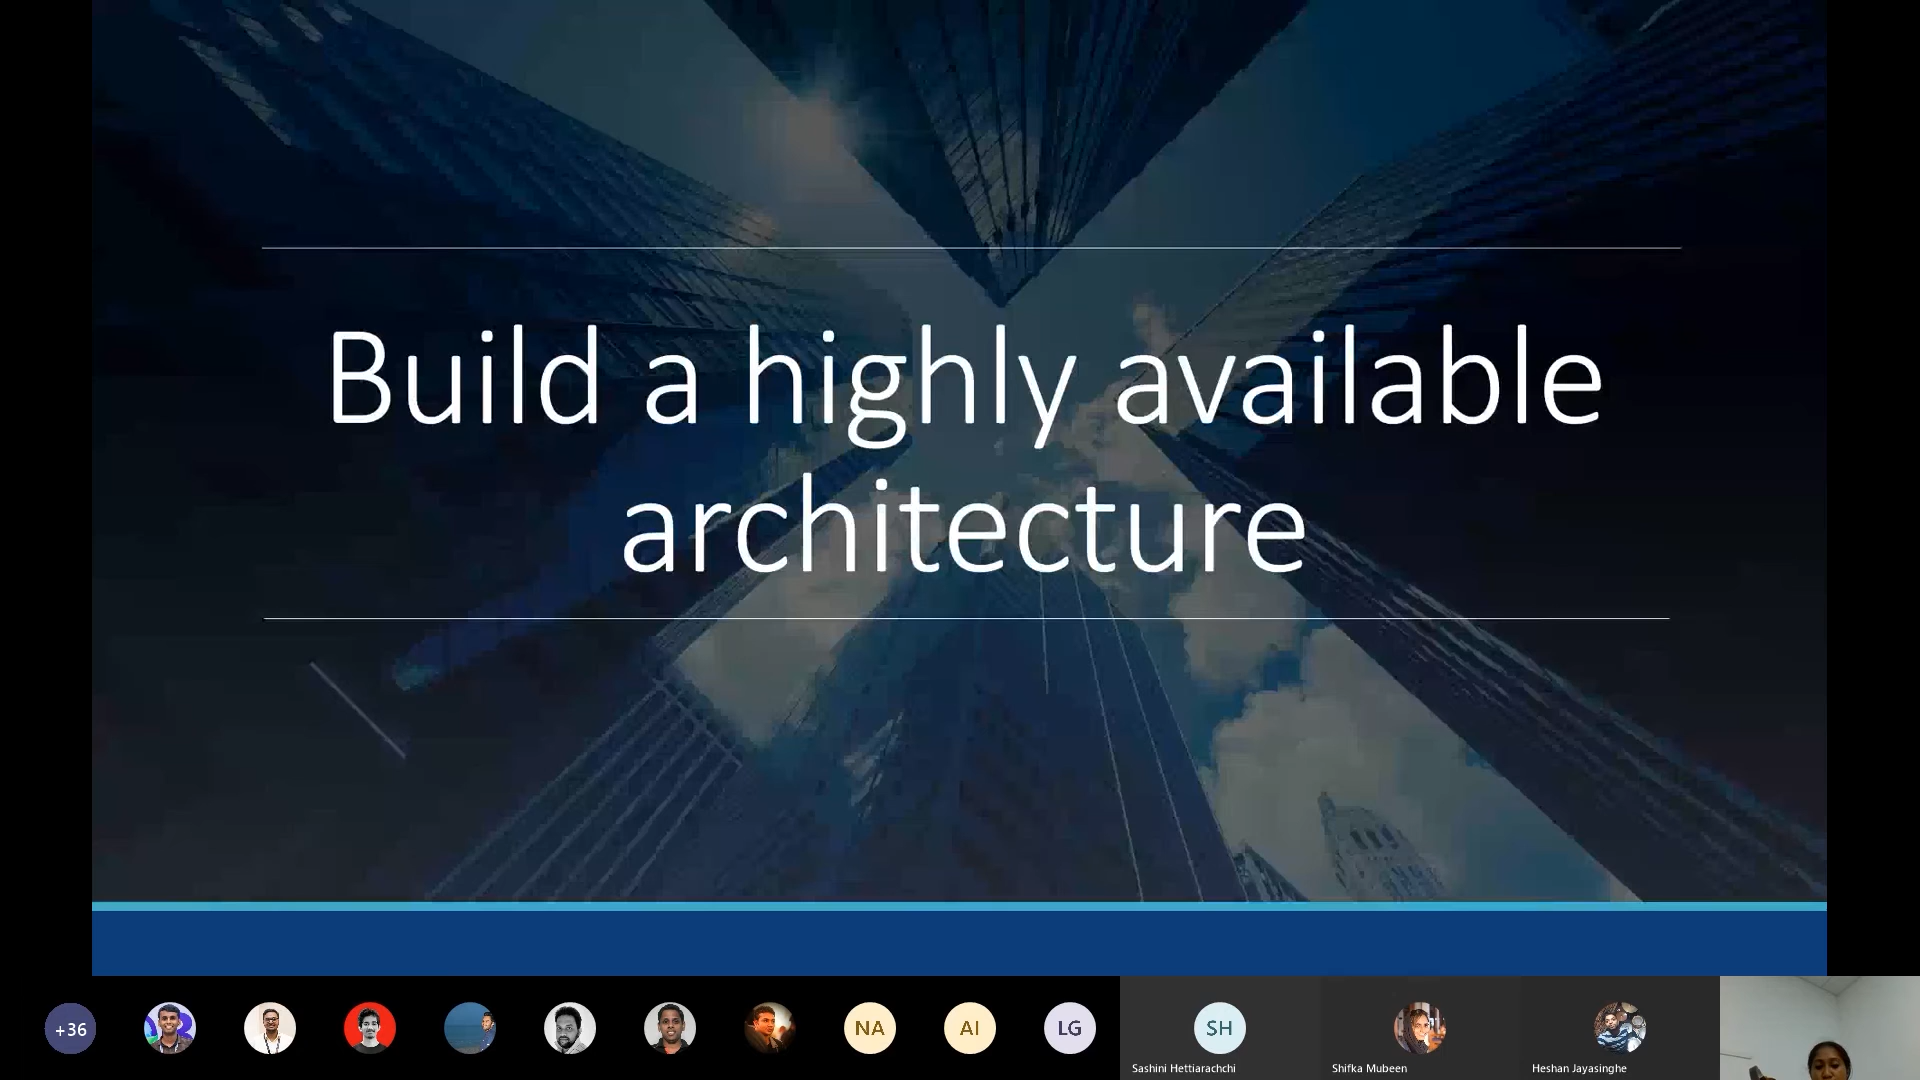 Build a highly available
architecture
+36
NA
AI
LG
SH
Sashini Hettiarachchi
Shifka Mubeen
Heshan Jayasinghe